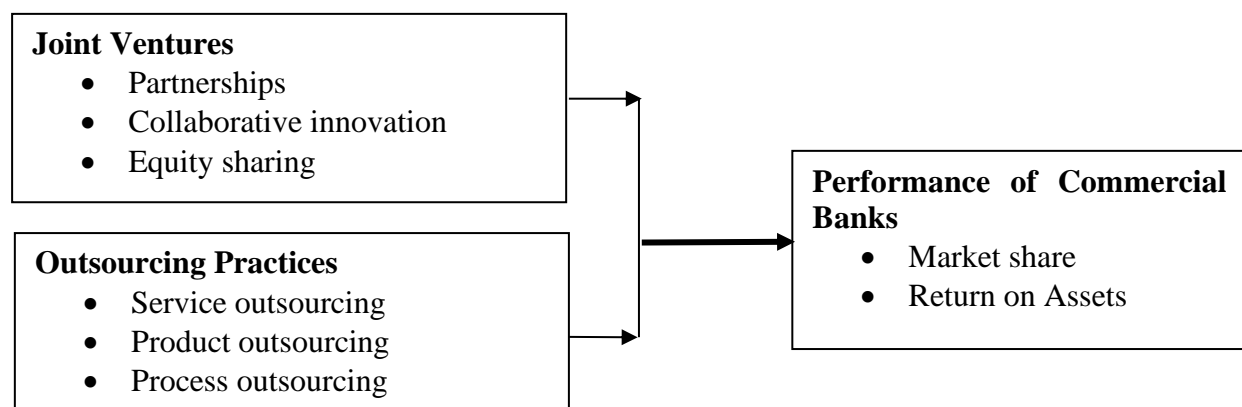 Joint Ventures
• Partnerships
• Collaborative innovation
• Equity sharing
Outsourcing Practices
• Service outsourcing
• Product outsourcing
• Process outsourcing
Performance of Commercial
Banks
• Market share
• Return on Assets